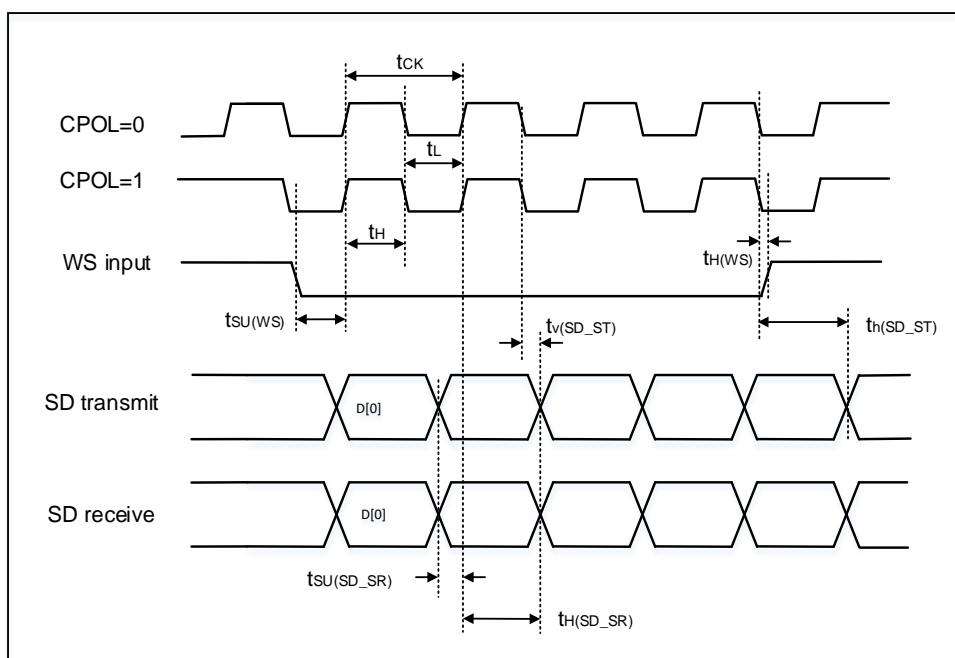 tCK
CPOL=0
tL
CPOL=1
tH
WS input
tH(WS)
tSU(WS)
tv(SD_ST)
th(SD_ST)
SD transmit
D[0]
SD receive
D[0]
tSU(SD_SR)
tH(SD_SR)